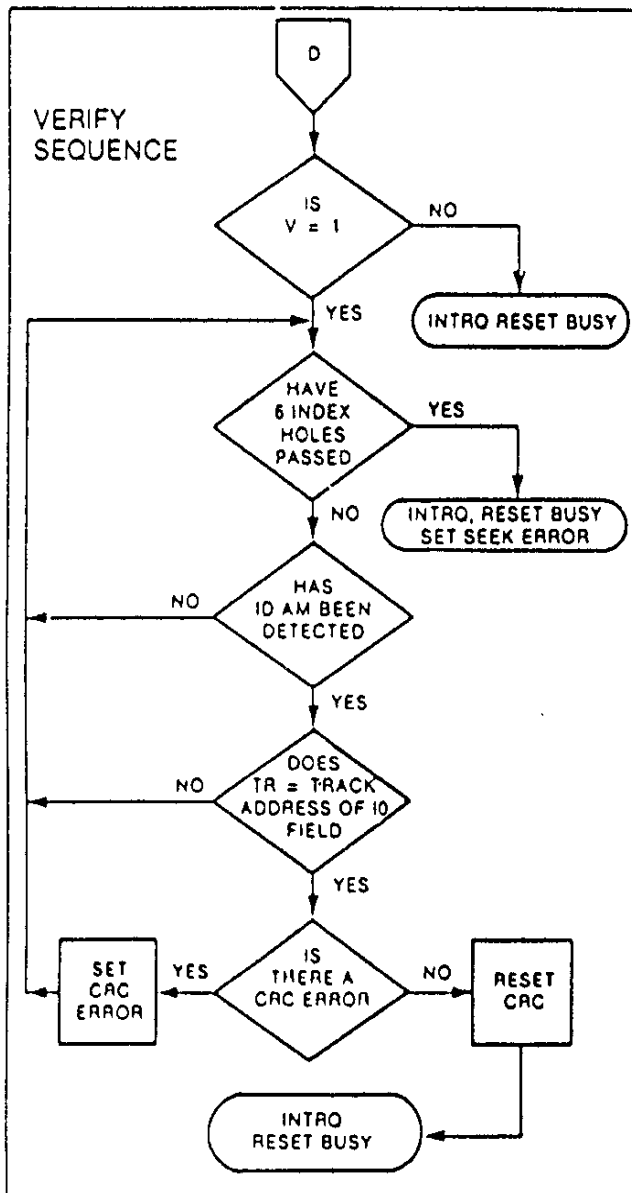 D
VERIFY
SEQUENCE
IS
V = 1
NO
INTRQ RESET BUSY
YES
HAVE
6 INDEX
HOLES
PASSED
YES
INTRQ, RESET BUSY
SET SEEK ERROR
NO
HAS
ID AM BEEN
DETECTED
NO
YES
DOES
TR = TRACK
ADDRESS OF ID
FIELD
NO
YES
IS
THERE A
CRC ERROR
YES
SET
CRC
ERROR
NO
RESET
CRC
INTRQ
RESET BUSY